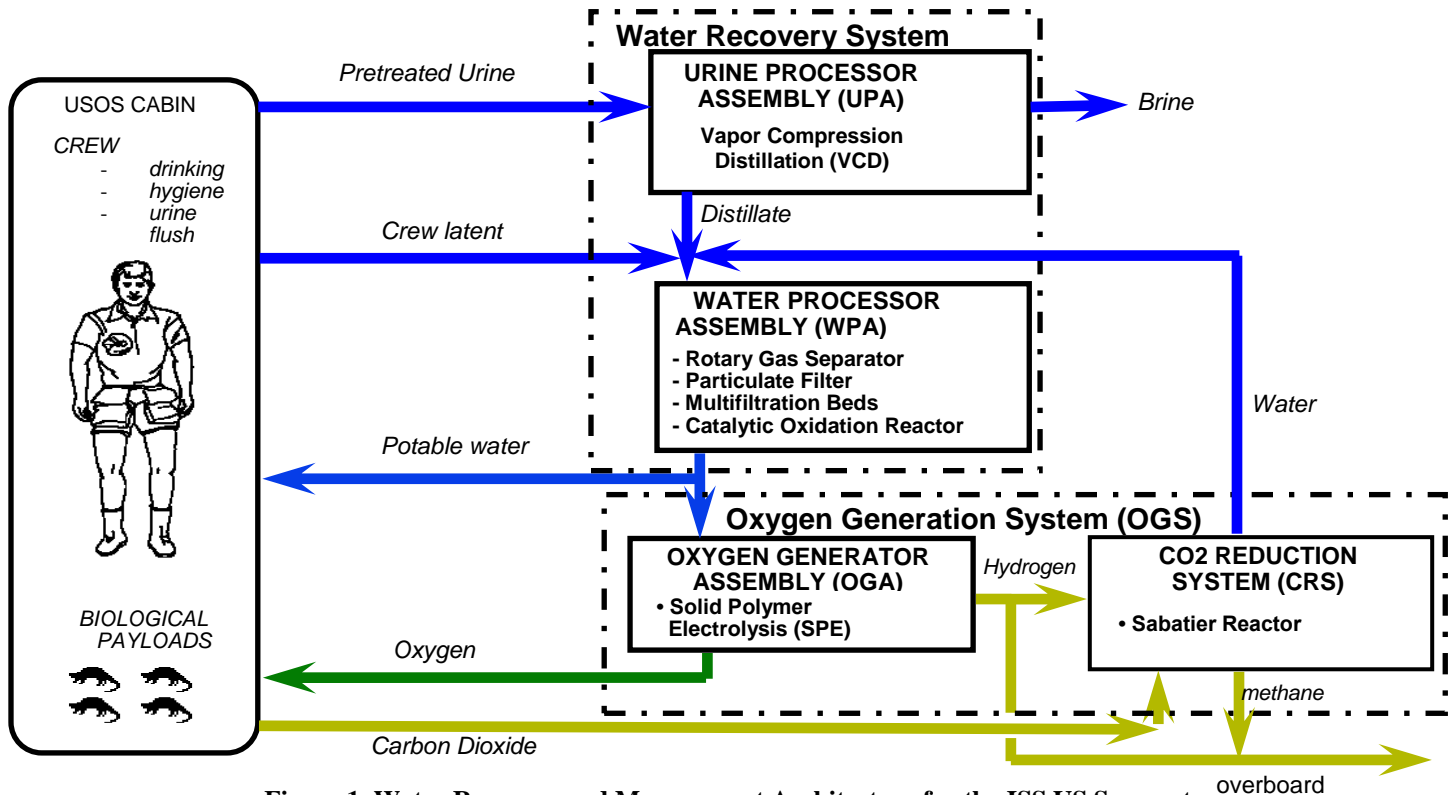 Water Recovery System
Pretreated Urine
URINE PROCESSOR
ASSEMBLY (UPA)
Vapor Compression
Distillation (VCD)
Brine
USOS CABIN
CREW
- drinking
- hygiene
- urine
flush
Distillate
Crew latent
WATER PROCESSOR
ASSEMBLY (WPA)
- Rotary Gas Separator
- Particulate Filter
- Multifiltration Beds
- Catalytic Oxidation Reactor
Water
Potable water
Oxygen Generation System (OGS)
OXYGEN GENERATOR
ASSEMBLY (OGA)
• Solid Polymer
Electrolysis (SPE)
Hydrogen
CO2 REDUCTION
SYSTEM (CRS)
• Sabatier Reactor
BIOLOGICAL
PAYLOADS
Oxygen
methane
Carbon Dioxide
overboard